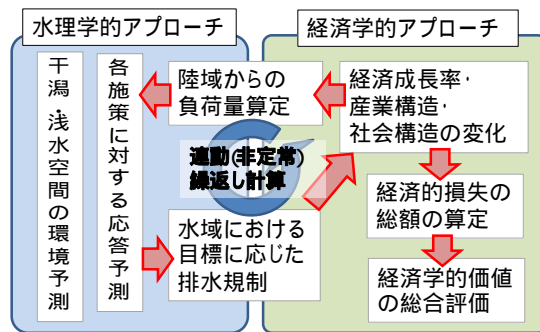 水理学的アプローチ
経済学的アプローチ
干潟・浅水空間の環境予測
各施策に対する応答予測
陸域からの
負荷量算定
経済成長率・
産業構造・
社会構造の変化
連動(非定常)
繰返し計算
水域における
目標に応じた
排水規制
経済的損失の
総額の算定
経済学的価値
の総合評価